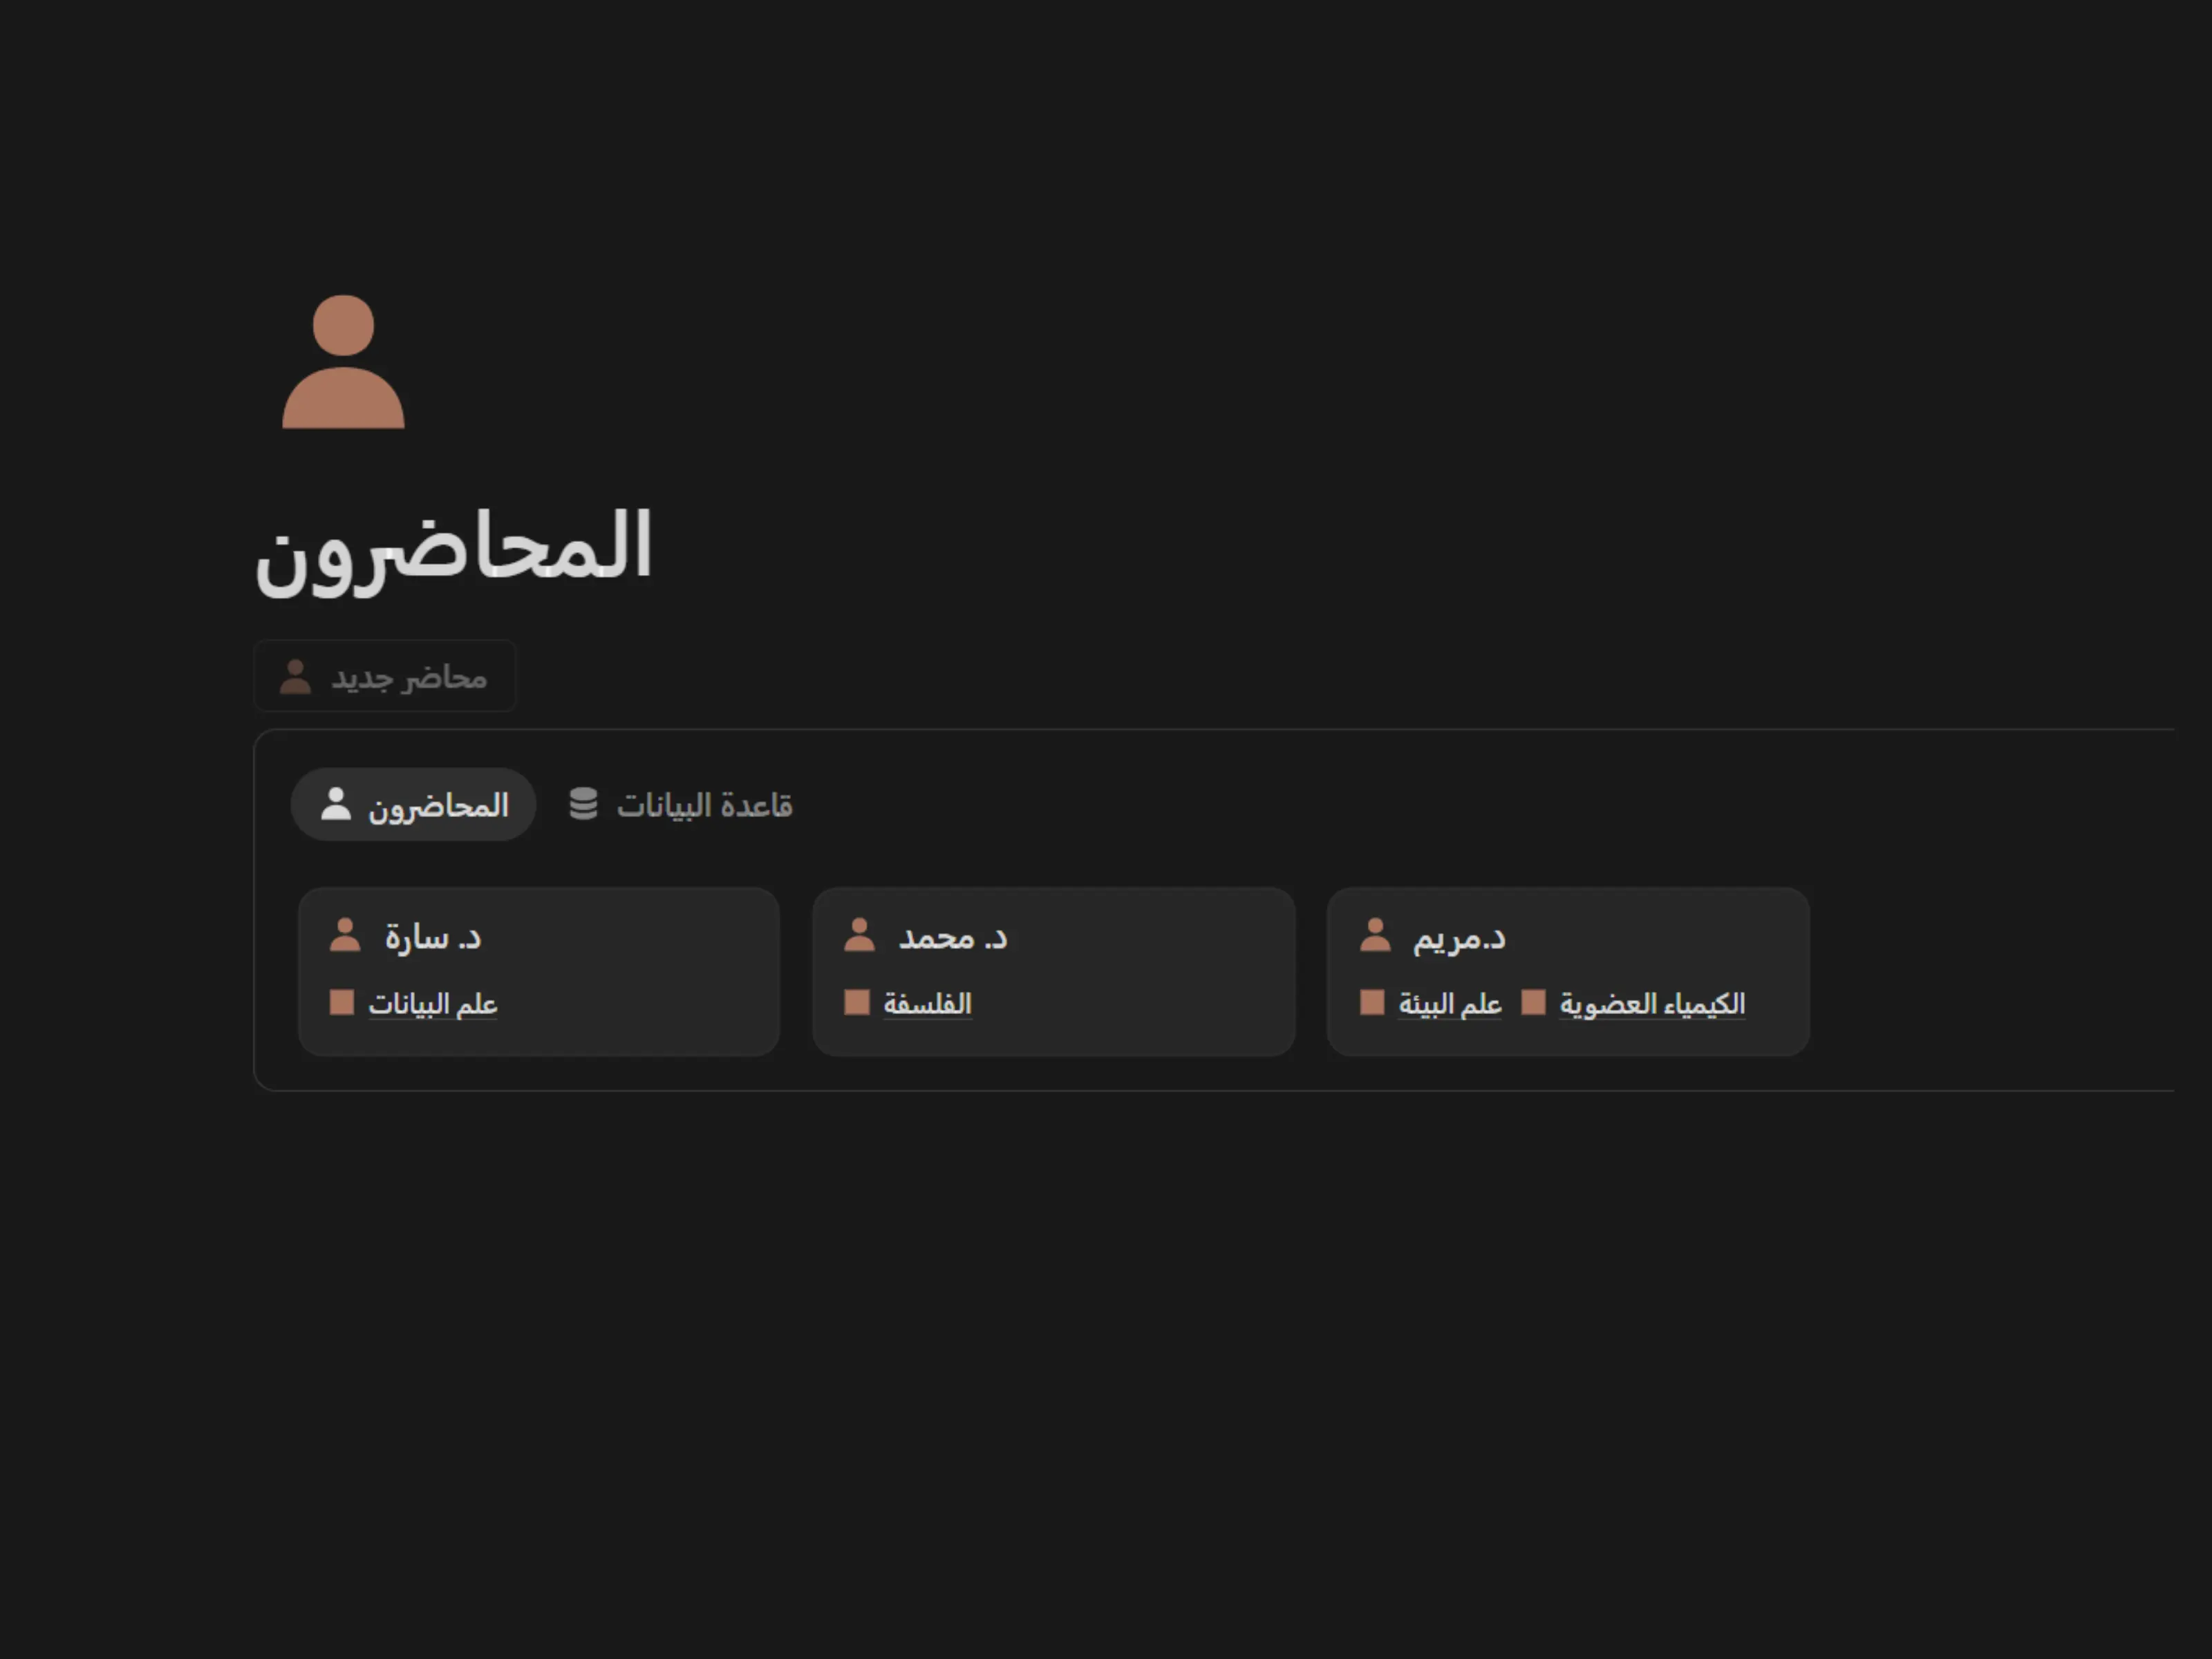 المحاضرون
محاضر جديد
المحاضرون
قاعدة البيانات
د. سارة
علم البيانات
د. محمد
الفلسفة
د.مريم
علم البيئة
الكيمياء العضوية